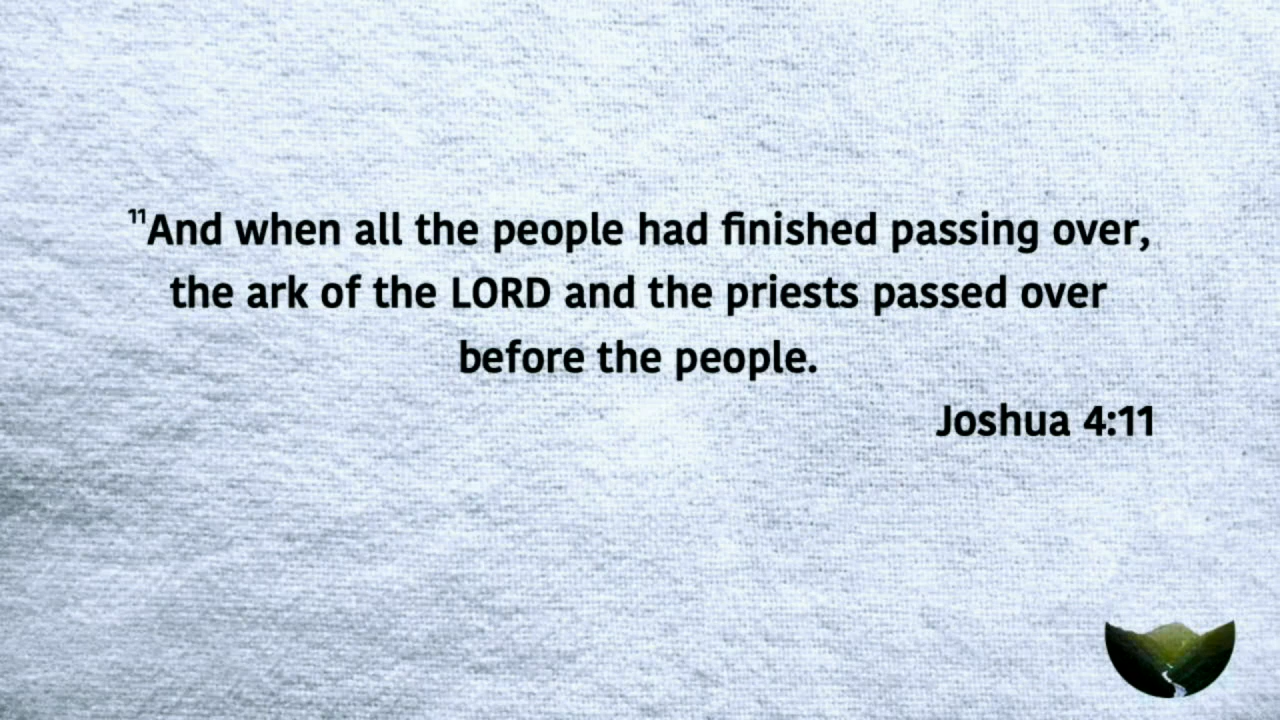 ¹¹And when all the people had finished passing over,
the ark of the LORD and the priests passed over
before the people.
Joshua 4:11